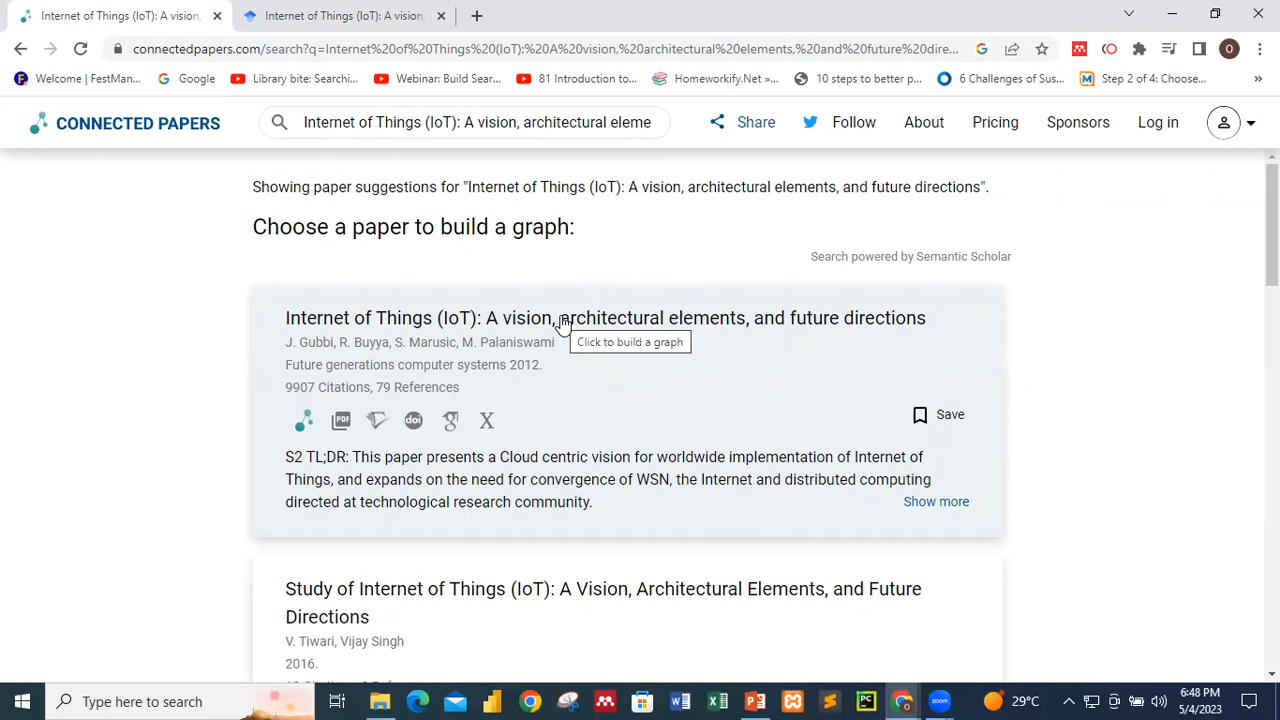 Internet of Things (IoT): A vision,
Internet of Things (IoT): A vision,
connectedpapers.com/search?q=Internet%20of%20Things%20(IoT):%20A%20vision,%20architectural%20elements,%20and%20future%20dire...
O
Welcome | FestMan...
Google
Library bite: Searchi...
Webinar: Build Sear...
81 Introduction to...
Homeworkify.Net »...
10 steps to better p...
6 Challenges of Sus...
Step 2 of 4: Choose...
CONNECTED PAPERS
Internet of Things (IoT): A vision, architectural eleme
Share
Follow
About
Pricing
Sponsors
Log in
Showing paper suggestions for "Internet of Things (IoT): A vision, architectural elements, and future directions".
Choose a paper to build a graph:
Search powered by Semantic Scholar
Internet of Things (IoT): A vision, architectural elements, and future directions
J. Gubbi, R. Buyya, S. Marusic, M. Palaniswami
Click to build a graph
Future generations computer systems 2012.
9907 Citations, 79 References
PDF
doi
X
Save
S2 TL;DR: This paper presents a Cloud centric vision for worldwide implementation of Internet of
Things, and expands on the need for convergence of WSN, the Internet and distributed computing
directed at technological research community.
Show more
Study of Internet of Things (IoT): A Vision, Architectural Elements, and Future
Directions
V. Tiwari, Vijay Singh
2016.
Type here to search
29°C
6:48 PM
5/4/2023